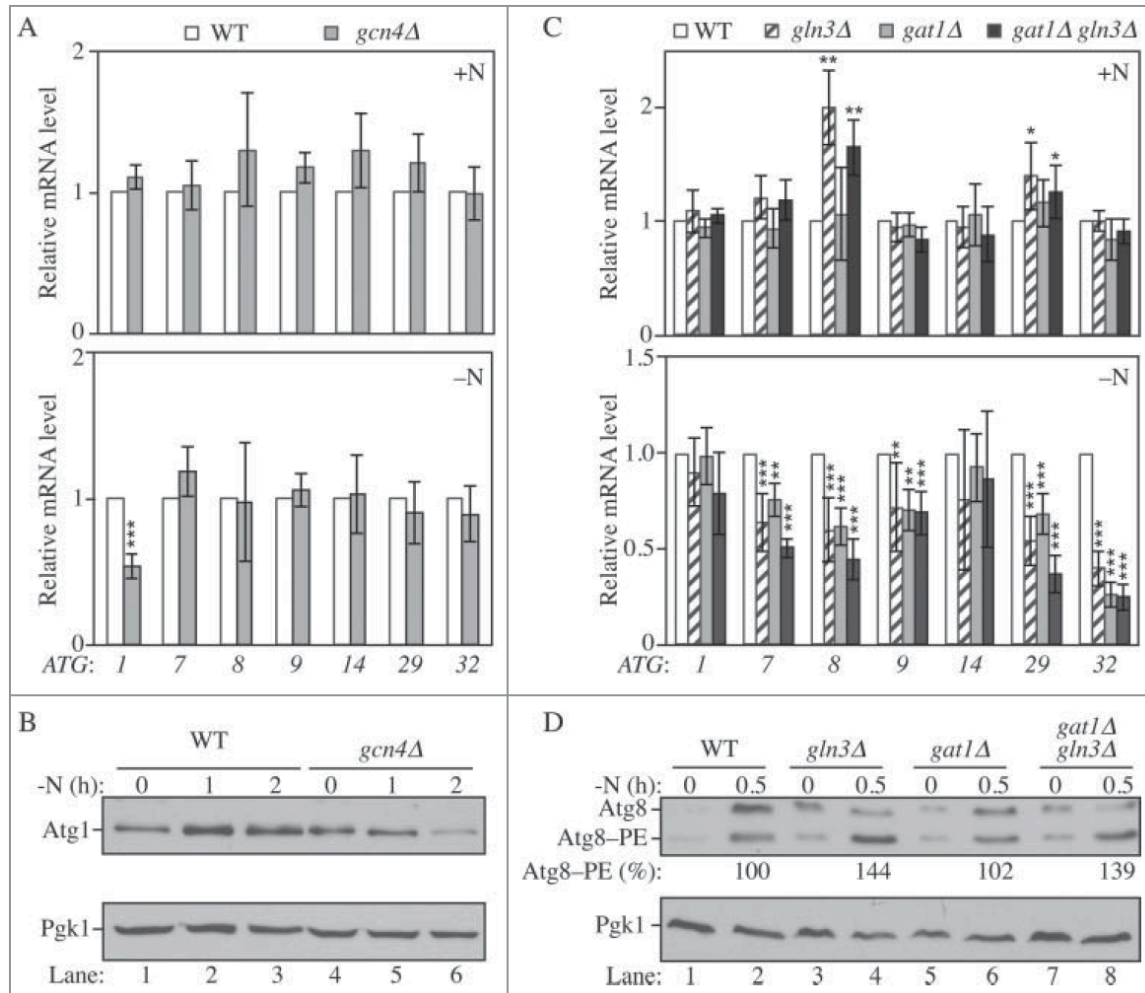 A
WT gcn4Δ
+N
Relative mRNA level
2
1
0
–N
Relative mRNA level
2
1
0
***
ATG: 1 7 8 9 14 29 32
B
WT gcn4Δ
-N (h): 0 1 2 0 1 2
Atg1
Pgk1
Lane: 1 2 3 4 5 6
C
WT gln3Δ gat1Δ gat1Δ gln3Δ
+N
Relative mRNA level
2
1
0
** ** * *
–N
Relative mRNA level
1.5
1.0
0.5
0
*** ** *** *** *** *** ** ** *** *** *** *** *** *** ***
ATG: 1 7 8 9 14 29 32
D
WT gln3Δ gat1Δ gat1Δ gln3Δ
-N (h): 0 0.5 0 0.5 0 0.5 0 0.5
Atg8
Atg8–PE
Atg8–PE (%): 100 144 102 139
Pgk1
Lane: 1 2 3 4 5 6 7 8